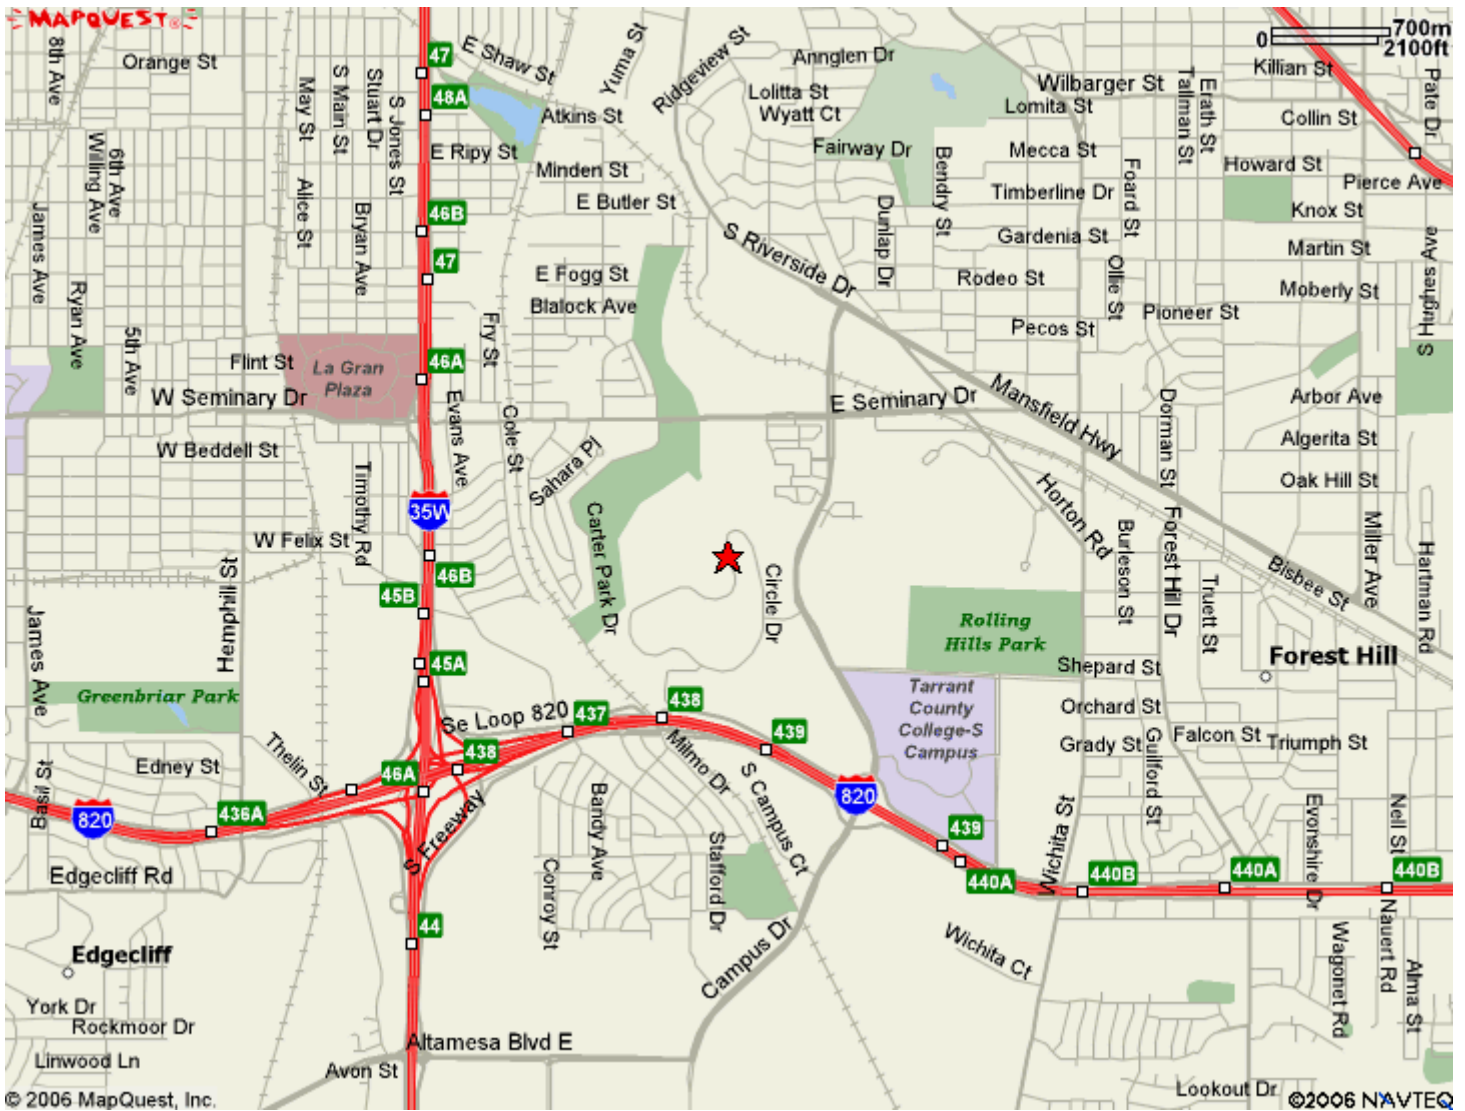 MAPQUEST
700m
0
2100ft
8th Ave
Orange St
47
E Shaw St
Yuma St
Ridgeview St
Annglen Dr
Wilbarger St
Killian St
Pate Dr
May St
S Main St
Stuart Dr
S Jones St
48A
Atkins St
Lolitta St
Wyatt Ct
Lomita St
Tallman St
Erath St
Collin St
6th Ave
Willing Ave
E Ripy St
Minden St
Fairway Dr
Bendry St
Mecca St
Foard St
Howard St
Pierce Ave
James Ave
Alice St
Bryan Ave
46B
E Butler St
S Riverside Dr
Dunlap Dr
Timberline Dr
Knox St
Gardenia St
Martin St
S Hughes Ave
Ryan Ave
47
E Fogg St
Rodeo St
Ollie St
Moberly St
5th Ave
Fry St
Blalock Ave
Pecos St
Pioneer St
Flint St
La Gran
Plaza
46A
W Seminary Dr
Evans Ave
Cole St
E Seminary Dr
Mansfield Hwy
Dorman St
Arbor Ave
W Beddell St
Timothy Rd
Sahara Pl
Algerita St
Oak Hill St
35W
Carter Park Dr
Horton Rd
Forest Hill Dr
Miller Ave
Hartman Rd
W Felix St
46B
Circle Dr
Burleson St
Truett St
Bisbee St
Hemphill St
45B
James Ave
Rolling
Hills Park
45A
Shepard St
Forest Hill
Greenbriar Park
Se Loop 820
437
438
439
Tarrant
County
College-S
Campus
Orchard St
Guilford St
Falcon St
Triumph St
Grady St
Thelin St
Edney St
Basil St
46A
438
Milmo Dr
S Campus Ct
820
820
436A
S Freeway
Bandy Ave
Stafford Dr
439
Wichita St
Evonshire Dr
Nell St
Edgecliff Rd
Conroy St
440A
440B
440A
440B
44
Edgecliff
Campus Dr
Wichita Ct
Wagonet Rd
Nauert Rd
Alma St
York Dr
Rockmoor Dr
Altamesa Blvd E
Linwood Ln
Avon St
Lookout Dr
© 2006 MapQuest, Inc.
©2006 NAVTEQ